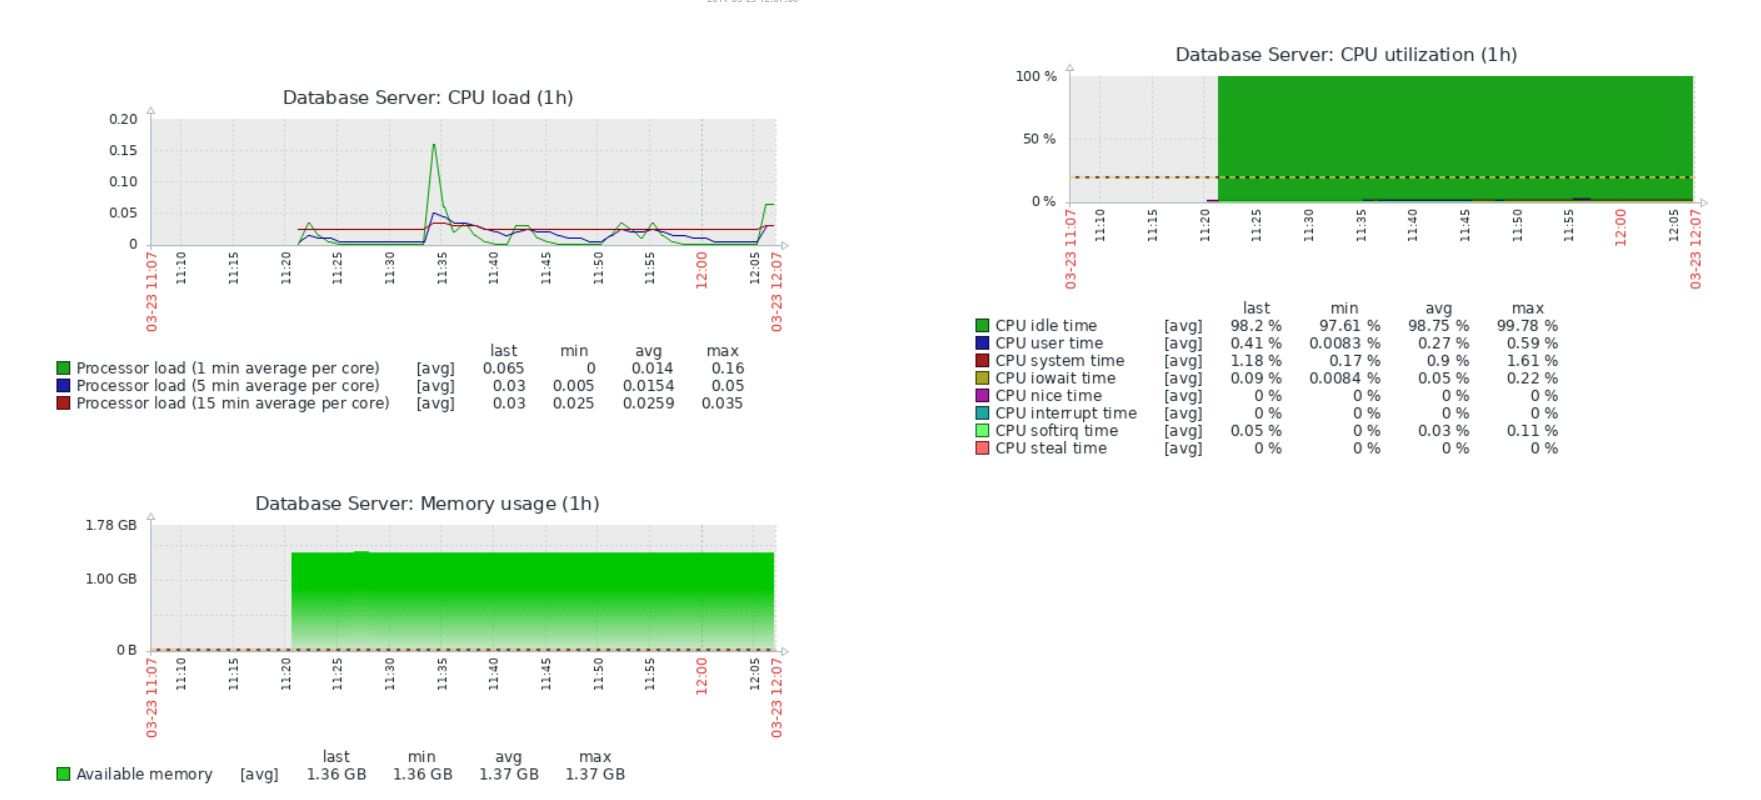 Database Server: CPU load (1h)
0.20
0.15
0.10
0.05
0
03-23 11:07
11:10
11:15
11:20
11:25
11:30
11:35
11:40
11:45
11:50
11:55
12:00
12:05
03-23 12:07
last min avg max
Processor load (1 min average per core) [avg] 0.065 0 0.014 0.16
Processor load (5 min average per core) [avg] 0.03 0.005 0.0154 0.05
Processor load (15 min average per core) [avg] 0.03 0.025 0.0259 0.035
Database Server: CPU utilization (1h)
100 %
50 %
0 %
03-23 11:07
11:10
11:15
11:20
11:25
11:30
11:35
11:40
11:45
11:50
11:55
12:00
12:05
03-23 12:07
last min avg max
CPU idle time [avg] 98.2 % 97.61 % 98.75 % 99.78 %
CPU user time [avg] 0.41 % 0.0083 % 0.27 % 0.59 %
CPU system time [avg] 1.18 % 0.17 % 0.9 % 1.61 %
CPU iowait time [avg] 0.09 % 0.0084 % 0.05 % 0.22 %
CPU nice time [avg] 0 % 0 % 0 % 0 %
CPU interrupt time [avg] 0 % 0 % 0 % 0 %
CPU softirq time [avg] 0.05 % 0 % 0.03 % 0.11 %
CPU steal time [avg] 0 % 0 % 0 % 0 %
Database Server: Memory usage (1h)
1.78 GB
1.00 GB
0 B
03-23 11:07
11:10
11:15
11:20
11:25
11:30
11:35
11:40
11:45
11:50
11:55
12:00
12:05
03-23 12:07
last min avg max
Available memory [avg] 1.36 GB 1.36 GB 1.37 GB 1.37 GB